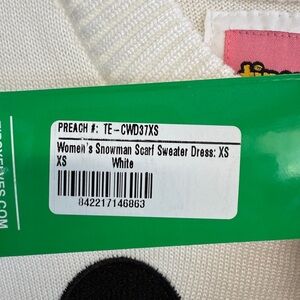 PREACH #: TE-CWD37XS
Women's Snowman Scarf Sweater Dress: XS
XS White
842217146863